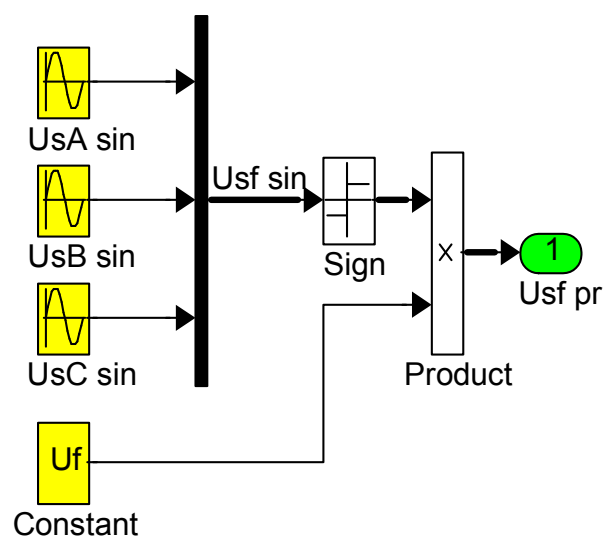 UsA sin
UsB sin
UsC sin
Uf
Constant
Usf sin
Sign
X
Product
1
Usf pr